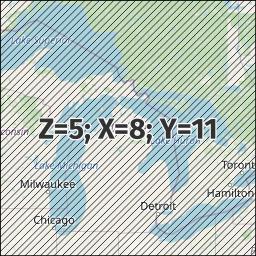 Lake Superior
Z=5; X=8; Y=11
consin
Lake Huron
Lake Michigan
Toront
Milwaukee
Hamilton
Detroit
Chicago